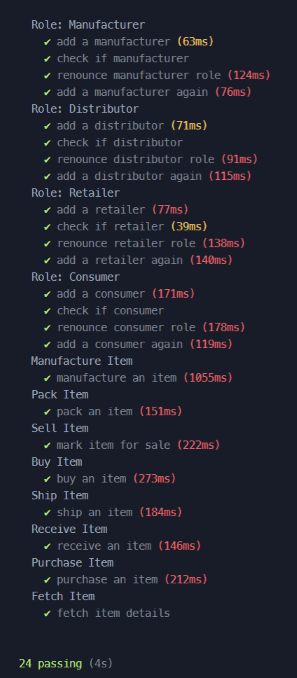 Role: Manufacturer
✔ add a manufacturer (63ms)
✔ check if manufacturer
✔ renounce manufacturer role (124ms)
✔ add a manufacturer again (76ms)
Role: Distributor
✔ add a distributor (71ms)
✔ check if distributor
✔ renounce distributor role (91ms)
✔ add a distributor again (115ms)
Role: Retailer
✔ add a retailer (77ms)
✔ check if retailer (39ms)
✔ renounce retailer role (138ms)
✔ add a retailer again (140ms)
Role: Consumer
✔ add a consumer (171ms)
✔ check if consumer
✔ renounce consumer role (178ms)
✔ add a consumer again (119ms)
Manufacture Item
✔ manufacture an item (1055ms)
Pack Item
✔ pack an item (151ms)
Sell Item
✔ mark item for sale (222ms)
Buy Item
✔ buy an item (273ms)
Ship Item
✔ ship an item (184ms)
Receive Item
✔ receive an item (146ms)
Purchase Item
✔ purchase an item (212ms)
Fetch Item
✔ fetch item details
24 passing (4s)